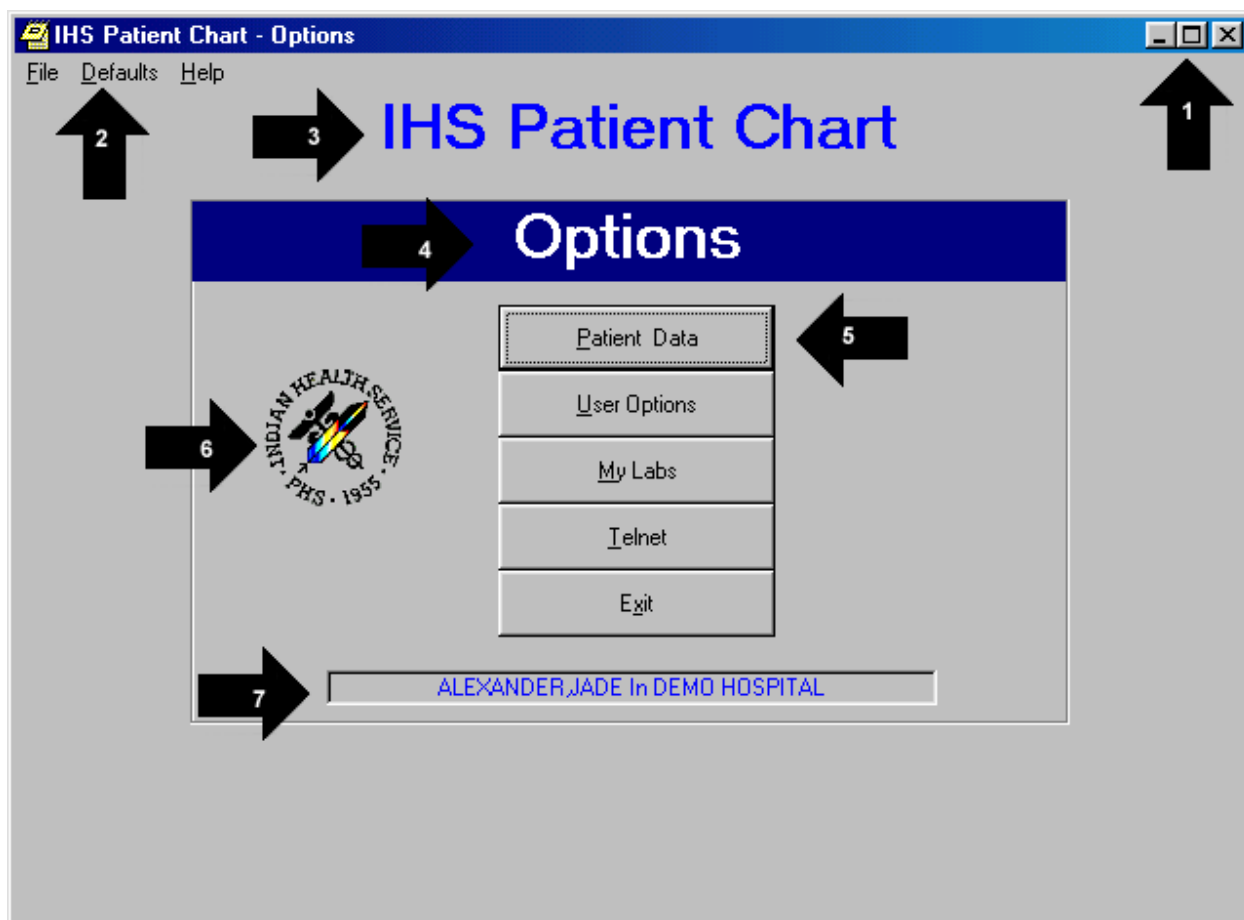 IHS Patient Chart - Options
File Defaults Help
1
2
3
IHS Patient Chart
4
Options
Patient Data
5
User Options
6
INDIAN HEALTH SERVICE · PHS · 1955 ·
My Labs
Telnet
Exit
7
ALEXANDER,JADE In DEMO HOSPITAL